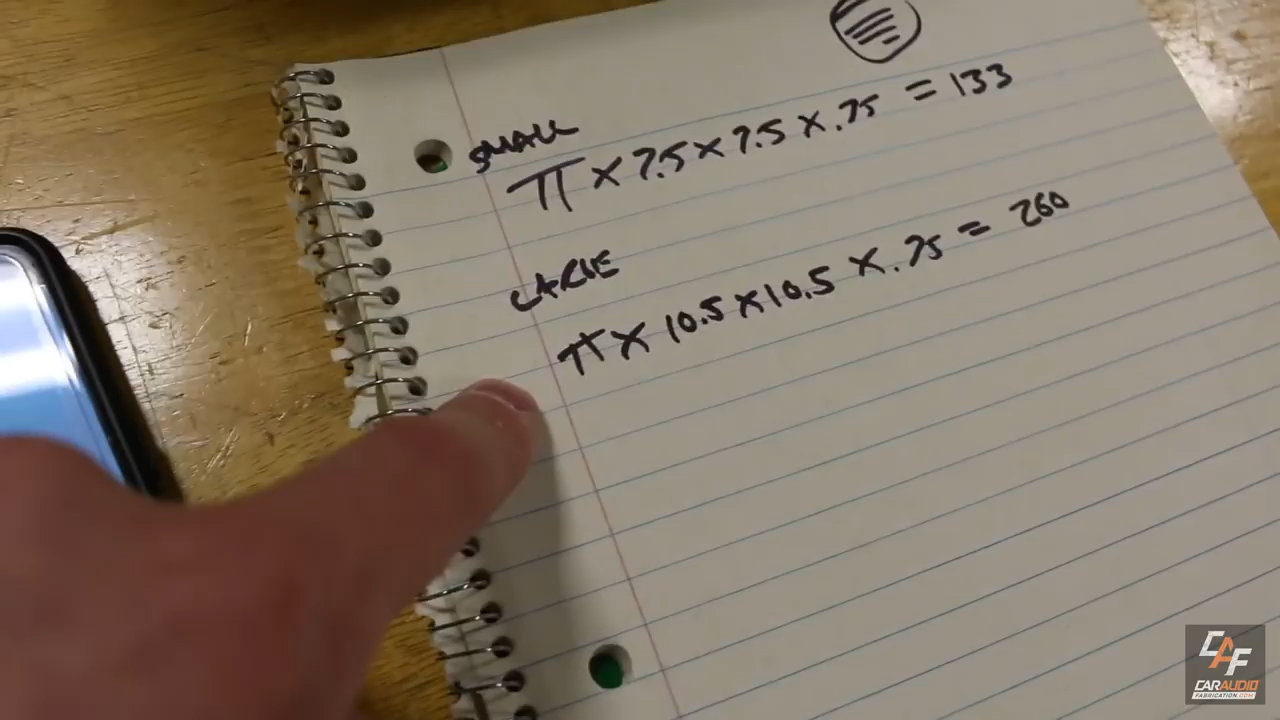 SMALL
π × 7.5 × 7.5 × .75 = 133
LARGE
π × 10.5 × 10.5 × .75 = 260
CAF
CARAUDIO
FABRICATION.COM